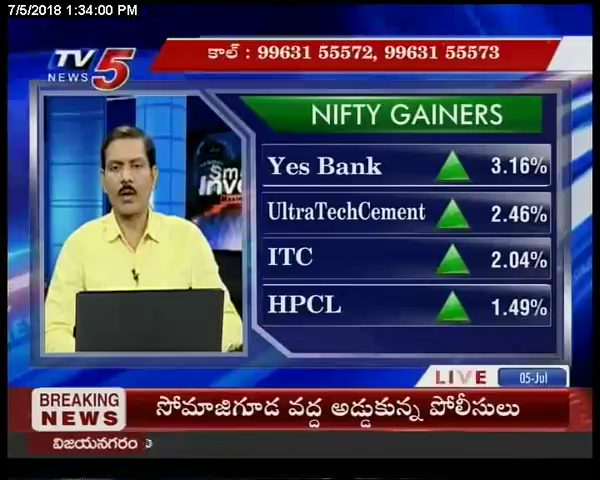 7/5/2018 1:34:00 PM
కాల్ : 99631 55572, 99631 55573
TV5
NEWS
NIFTY GAINERS
Yes Bank 3.16%
UltraTechCement 2.46%
ITC 2.04%
HPCL 1.49%
LIVE 05-Jul
BREAKING
NEWS
సోమాజిగూడ వద్ద అడ్డుకున్న పోలీసులు
విజయనగరం